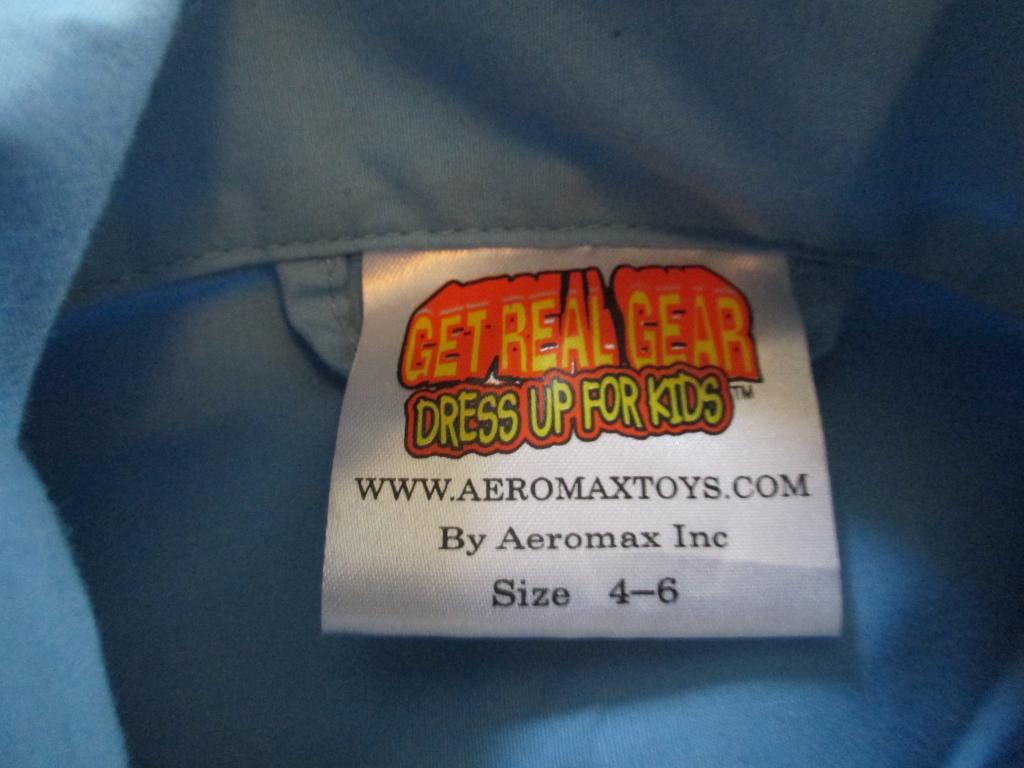 GET REAL GEAR
DRESS UP FOR KIDS™
WWW.AEROMAXTOYS.COM
By Aeromax Inc
Size 4–6